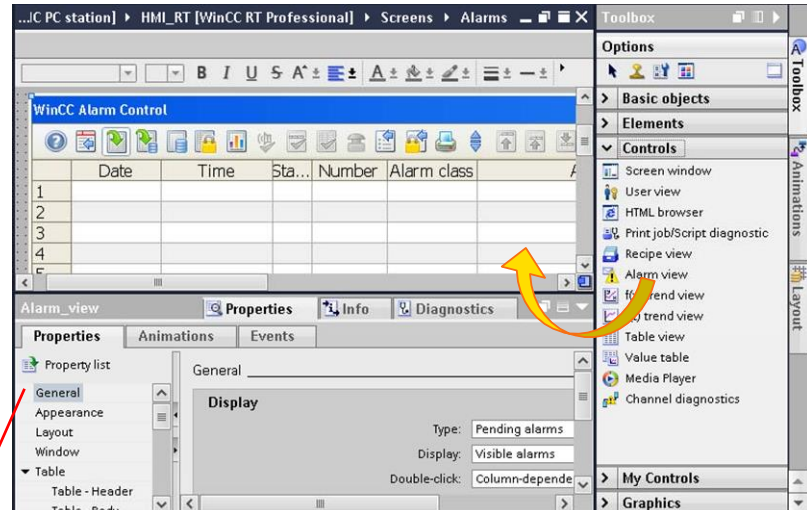 ...IC PC station] ▸ HMI_RT [WinCC RT Professional] ▸ Screens ▸ Alarms
B I U S A
WinCC Alarm Control
Date Time Sta... Number Alarm class
1
2
3
4
Alarm_view Properties Info Diagnostics
Properties Animations Events
Property list
General
Appearance
Layout
Window
Table
Table - Header
General
Display
Type: Pending alarms
Display: Visible alarms
Double-click: Column-depende
Toolbox
Options
Basic objects
Elements
Controls
Screen window
User view
HTML browser
Print job/Script diagnostic
Recipe view
Alarm view
trend view
trend view
Table view
Value table
Media Player
Channel diagnostics
My Controls
Graphics
Toolbox
Animations
Layout